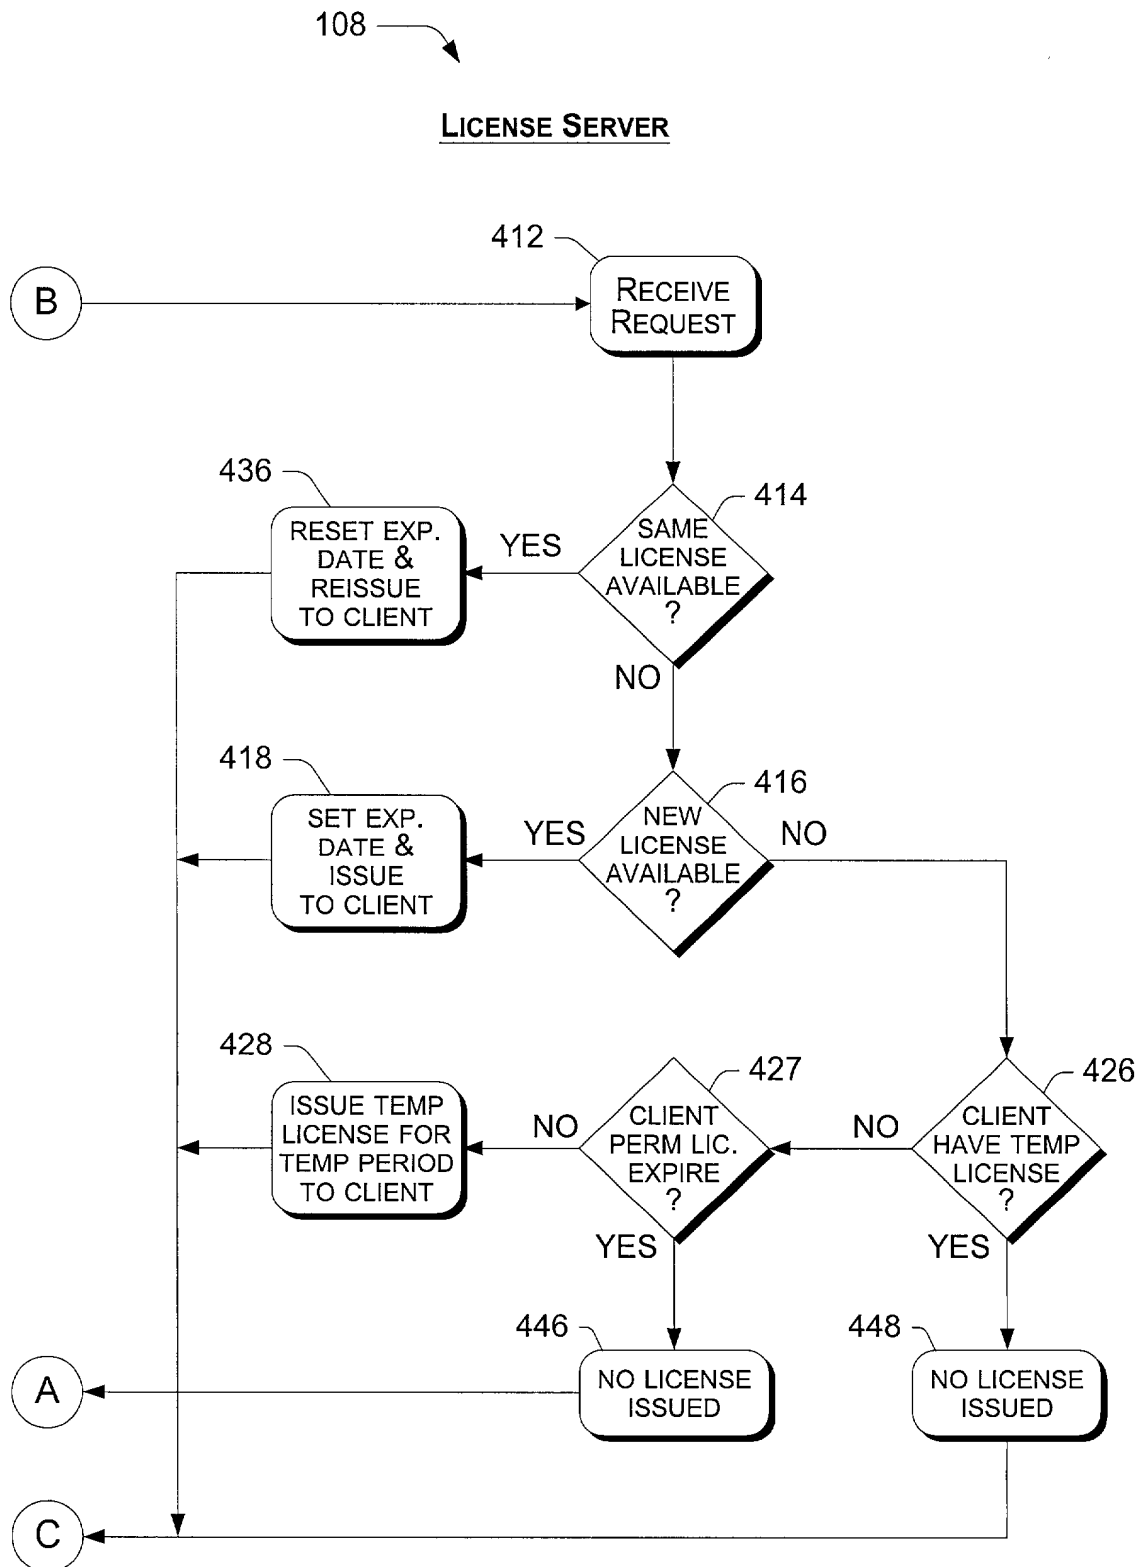 108
LICENSE SERVER
412
B
RECEIVE
REQUEST
436
414
RESET EXP.
DATE &
REISSUE
TO CLIENT
YES
SAME
LICENSE
AVAILABLE
?
NO
418
416
SET EXP.
DATE &
ISSUE
TO CLIENT
YES
NEW
LICENSE
AVAILABLE
?
NO
428
427
426
ISSUE TEMP
LICENSE FOR
TEMP PERIOD
TO CLIENT
NO
CLIENT
PERM LIC.
EXPIRE
?
NO
CLIENT
HAVE TEMP
LICENSE
?
YES
YES
446
448
A
NO LICENSE
ISSUED
NO LICENSE
ISSUED
C